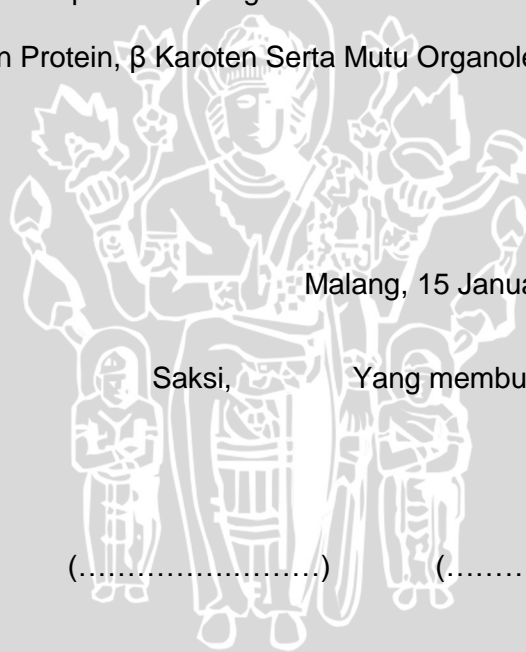 n Protein, β Karoten Serta Mutu Organole
Malang, 15 Janua
Saksi, Yang membu
(………………………) (………